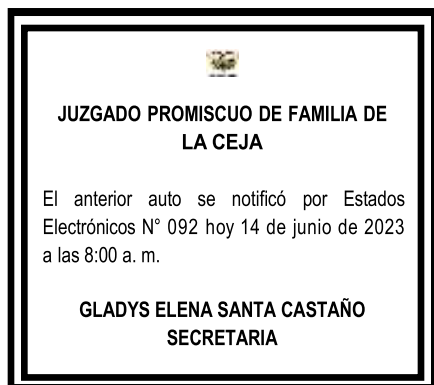 JUZGADO PROMISCUO DE FAMILIA DE
LA CEJA
El anterior auto se notificó por Estados
Electrónicos N° 092 hoy 14 de junio de 2023
a las 8:00 a. m.
GLADYS ELENA SANTA CASTAÑO
SECRETARIA